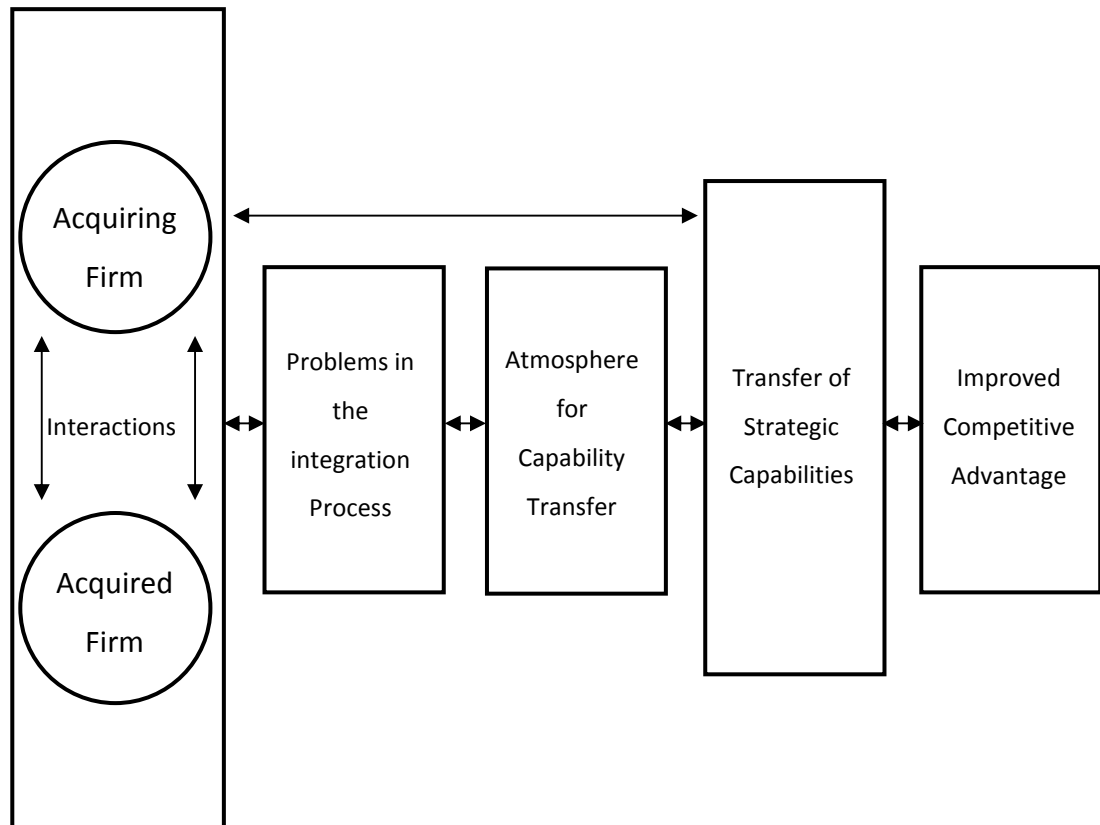 Acquiring
Firm
Interactions
Acquired
Firm
Problems in
the
integration
Process
Atmosphere
for
Capability
Transfer
Transfer of
Strategic
Capabilities
Improved
Competitive
Advantage